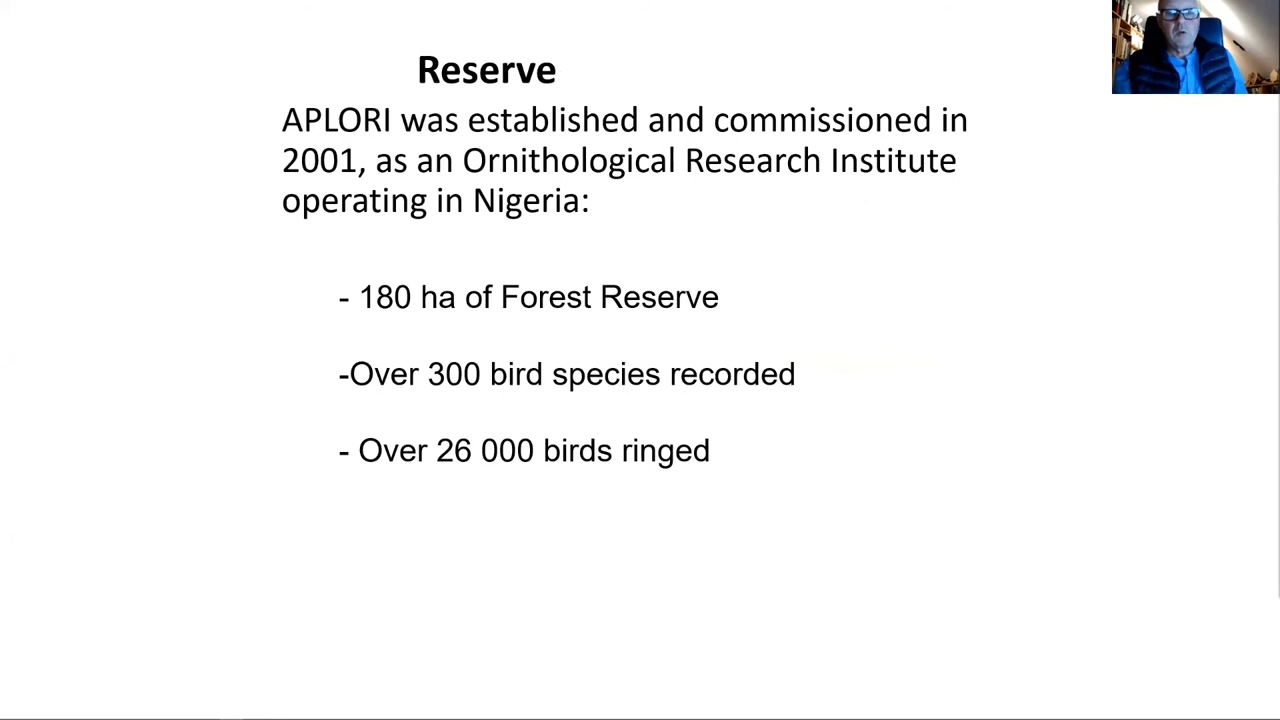 Reserve
APLORI was established and commissioned in
2001, as an Ornithological Research Institute
operating in Nigeria:
- 180 ha of Forest Reserve
-Over 300 bird species recorded
- Over 26 000 birds ringed